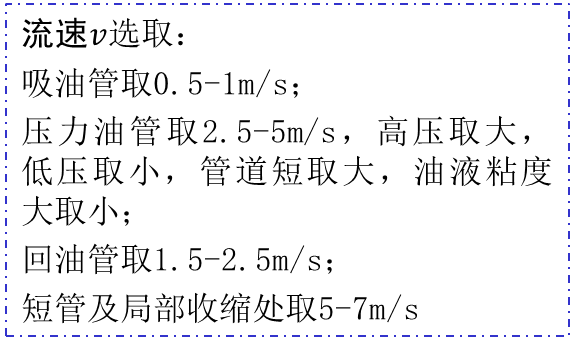 流速v选取：
吸油管取0.5-1m/s；
压力油管取2.5-5m/s，高压取大，
低压取小，管道短取大，油液粘度
大取小；
回油管取1.5-2.5m/s；
短管及局部收缩处取5-7m/s